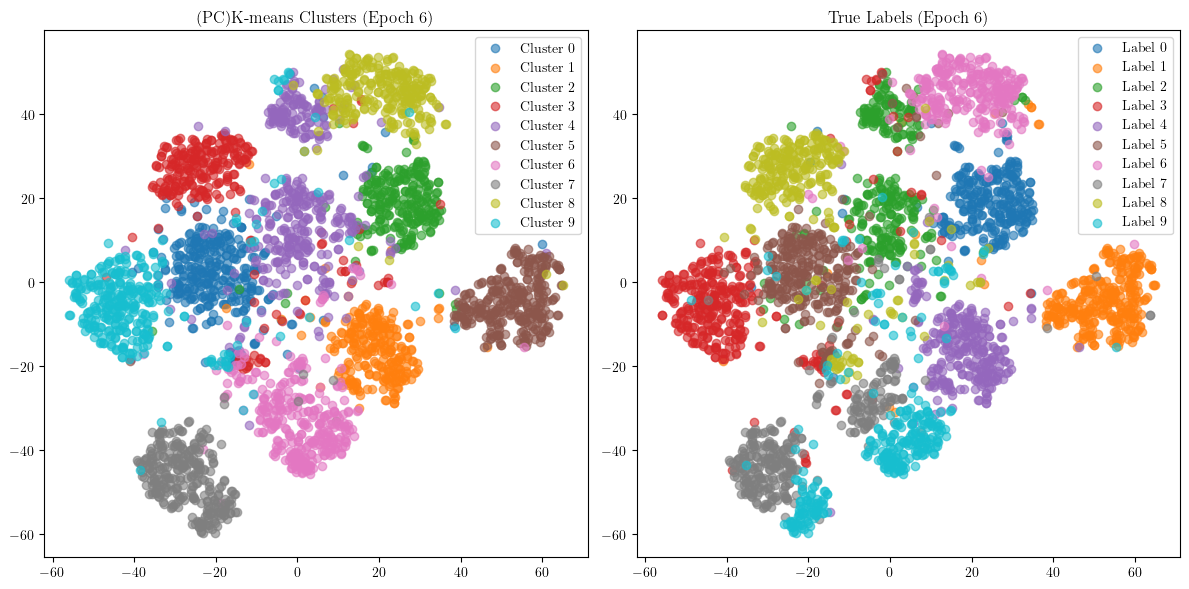 (PC)K-means Clusters (Epoch 6)
Cluster 0
Cluster 1
Cluster 2
Cluster 3
Cluster 4
Cluster 5
Cluster 6
Cluster 7
Cluster 8
Cluster 9
40
20
0
−20
−40
−60
−60
−40
−20
0
20
40
60
True Labels (Epoch 6)
Label 0
Label 1
Label 2
Label 3
Label 4
Label 5
Label 6
Label 7
Label 8
Label 9
40
20
0
−20
−40
−60
−60
−40
−20
0
20
40
60